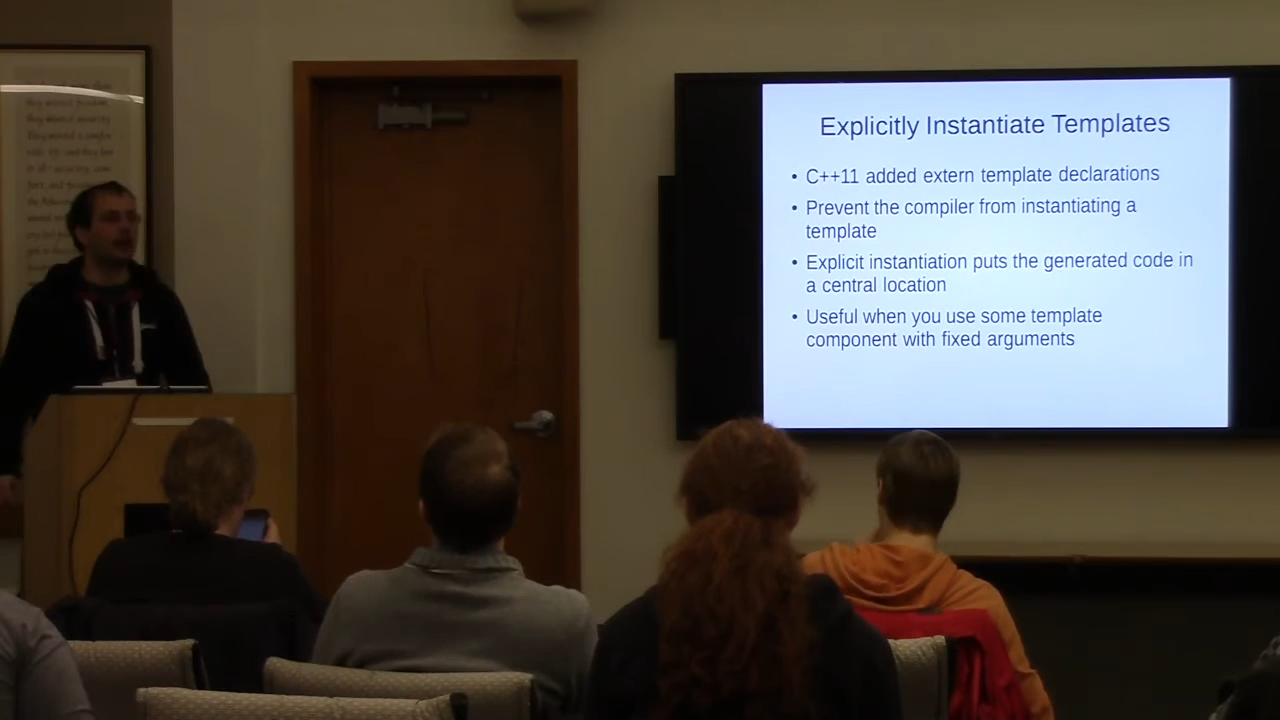 Explicitly Instantiate Templates
• C++11 added extern template declarations
• Prevent the compiler from instantiating a
template
• Explicit instantiation puts the generated code in
a central location
• Useful when you use some template
component with fixed arguments